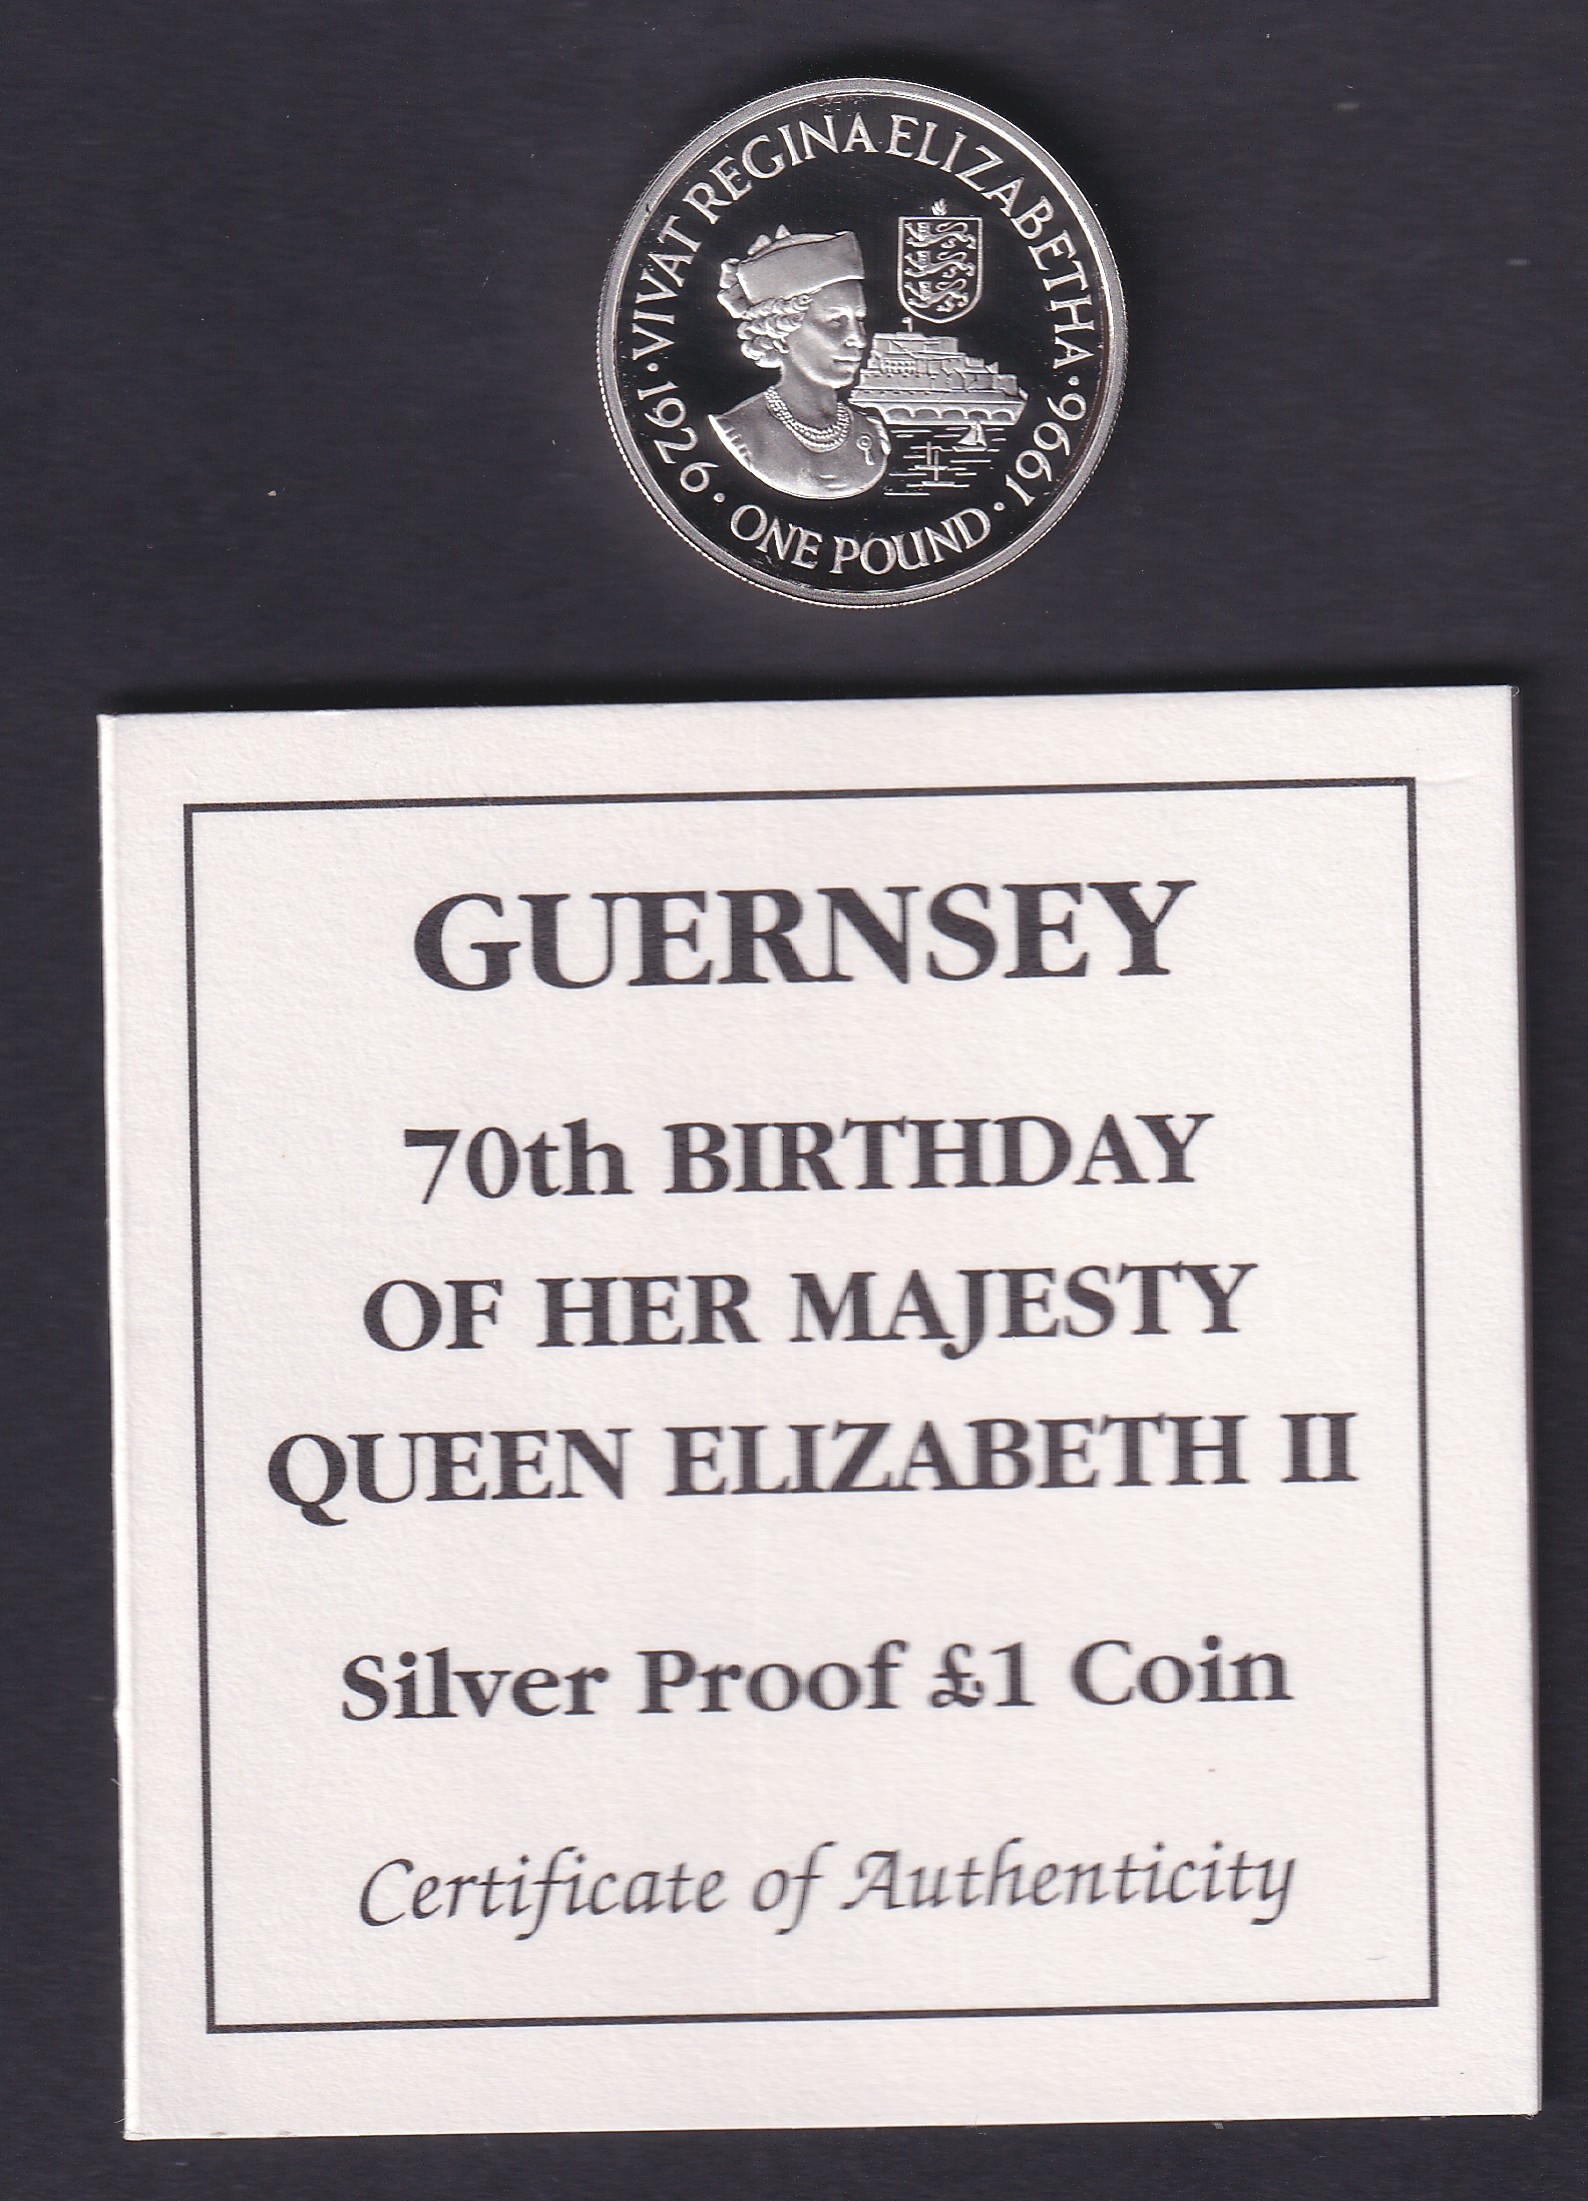 1926 · VIVAT REGINA ELIZABETHA · 1996
· ONE POUND ·
GUERNSEY
70th BIRTHDAY
OF HER MAJESTY
QUEEN ELIZABETH II
Silver Proof £1 Coin
Certificate of Authenticity